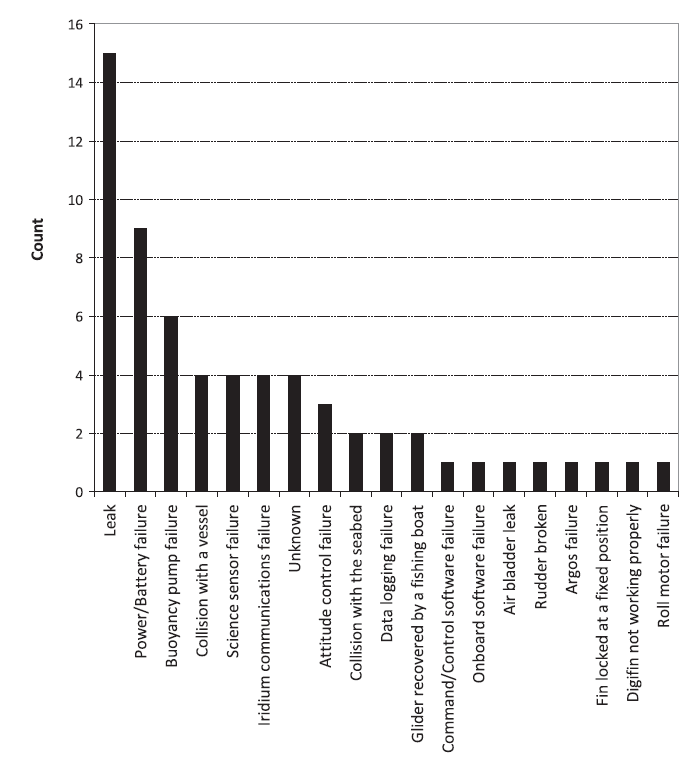 16
14
12
10
8
6
4
2
0
Count
Leak
Power/Battery failure
Buoyancy pump failure
Collision with a vessel
Science sensor failure
Iridium communications failure
Unknown
Attitude control failure
Collision with the seabed
Data logging failure
Glider recovered by a fishing boat
Command/Control software failure
Onboard software failure
Air bladder leak
Rudder broken
Argos failure
Fin locked at a fixed position
Digifin not working properly
Roll motor failure